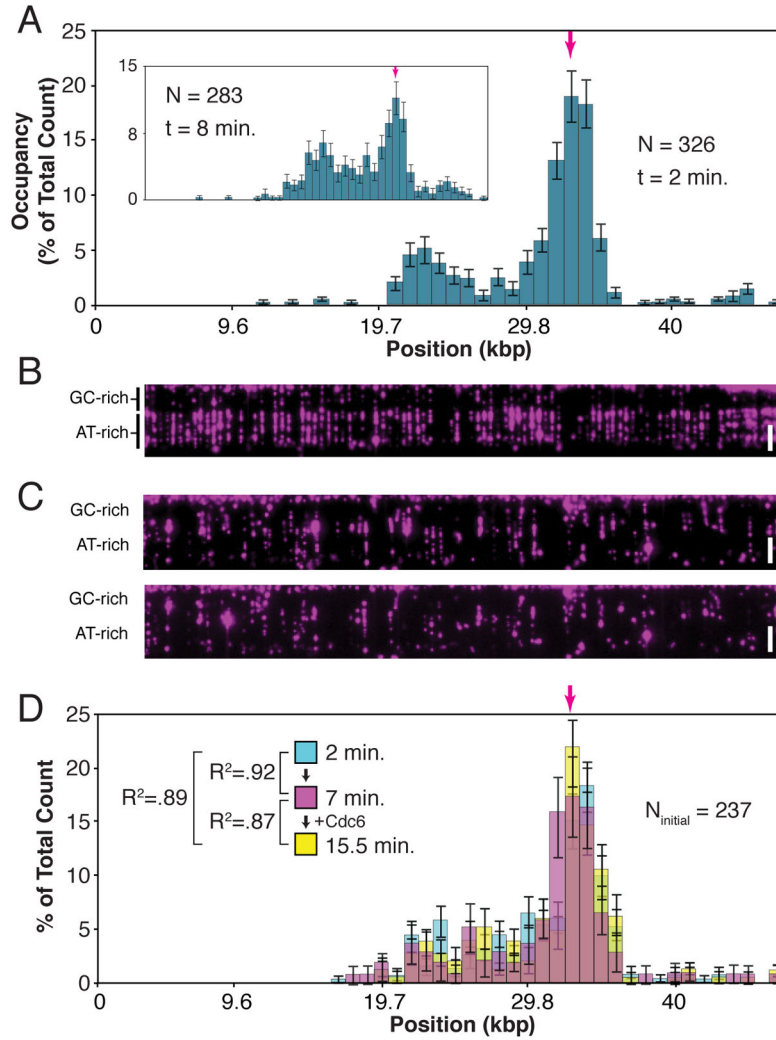 A
25
20
15
10
5
0
Occupancy
(% of Total Count)
15
8
0
N = 283
t = 8 min.
N = 326
t = 2 min.
0
9.6
19.7
29.8
40
Position (kbp)
B
GC-rich
AT-rich
C
GC-rich
AT-rich
GC-rich
AT-rich
D
25
20
15
10
5
0
% of Total Count
R²=.89
R²=.92
R²=.87
2 min.
7 min.
+Cdc6
15.5 min.
Ninitial = 237
0
9.6
19.7
29.8
40
Position (kbp)